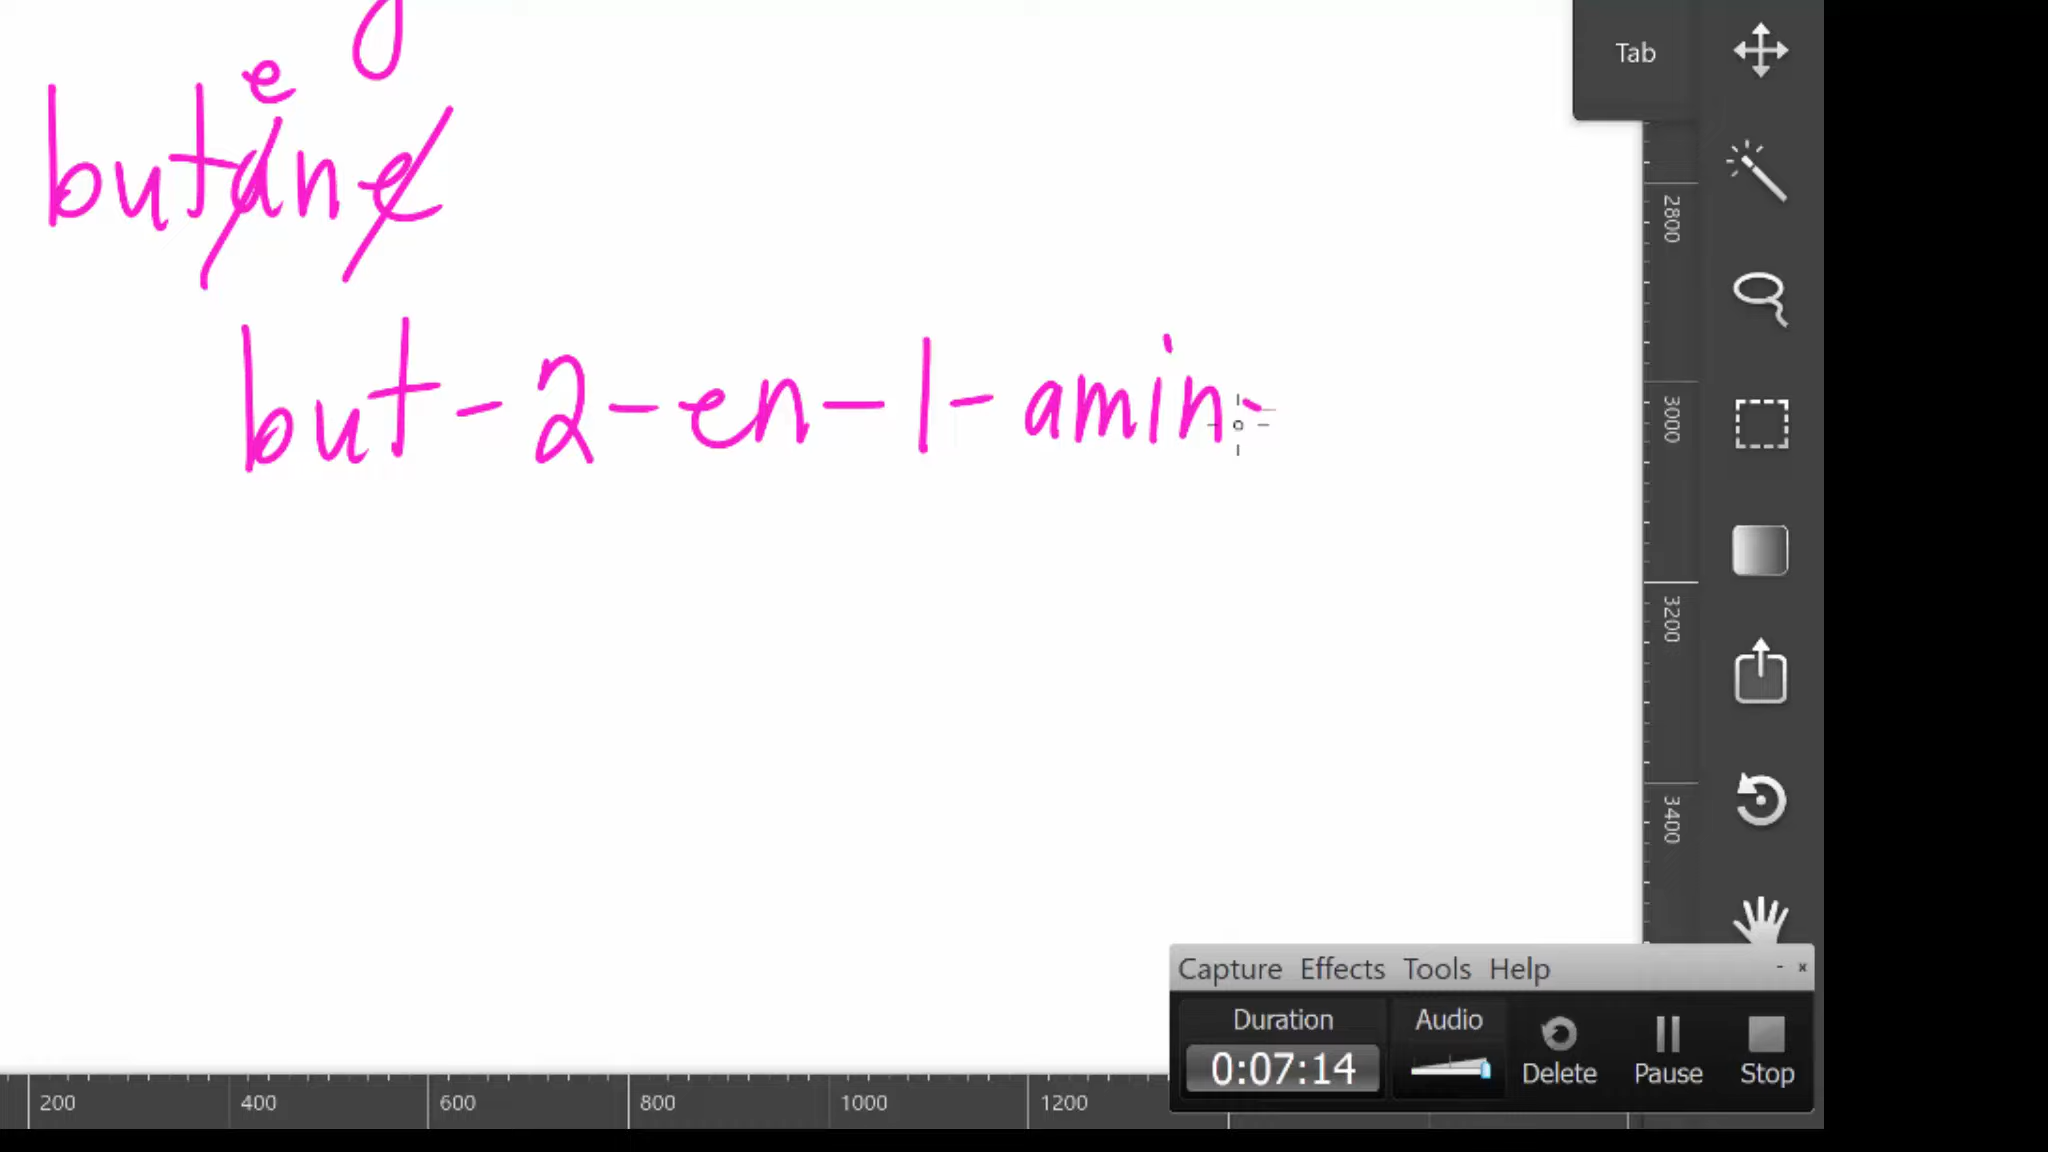 Tab
e
butane
but-2-en-1-amin
2800
3000
3200
3400
Capture Effects Tools Help
Duration Audio
0:07:14 Delete Pause Stop
200 400 600 800 1000 1200